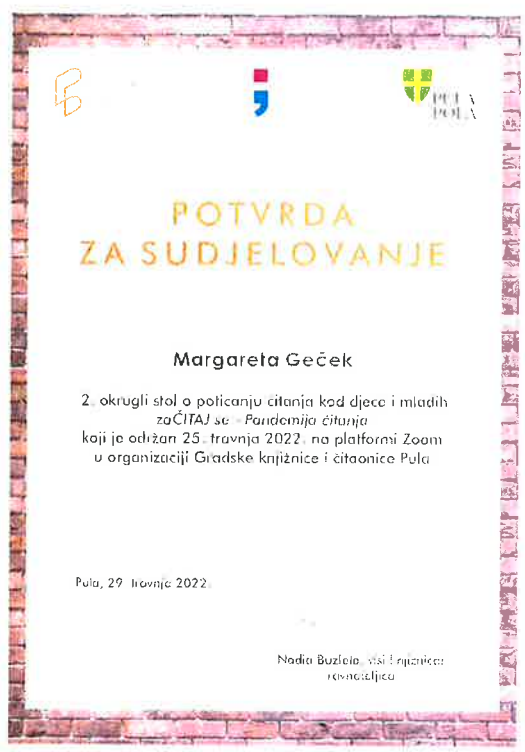 PULA
POLA
POTVRDA
ZA SUDJELOVANJE
Margareta Geček
2. okrugli stol o poticanju čitanja kod djece i mladih
zaČITAJ se - Pandemija čitanja
koji je održan 25. travnja 2022. na platformi Zoom
u organizaciji Gradske knjižnice i čitaonice Pula
Pula, 29. travnja 2022.
Nadia Bužleta, viši knjižničar
ravnateljica